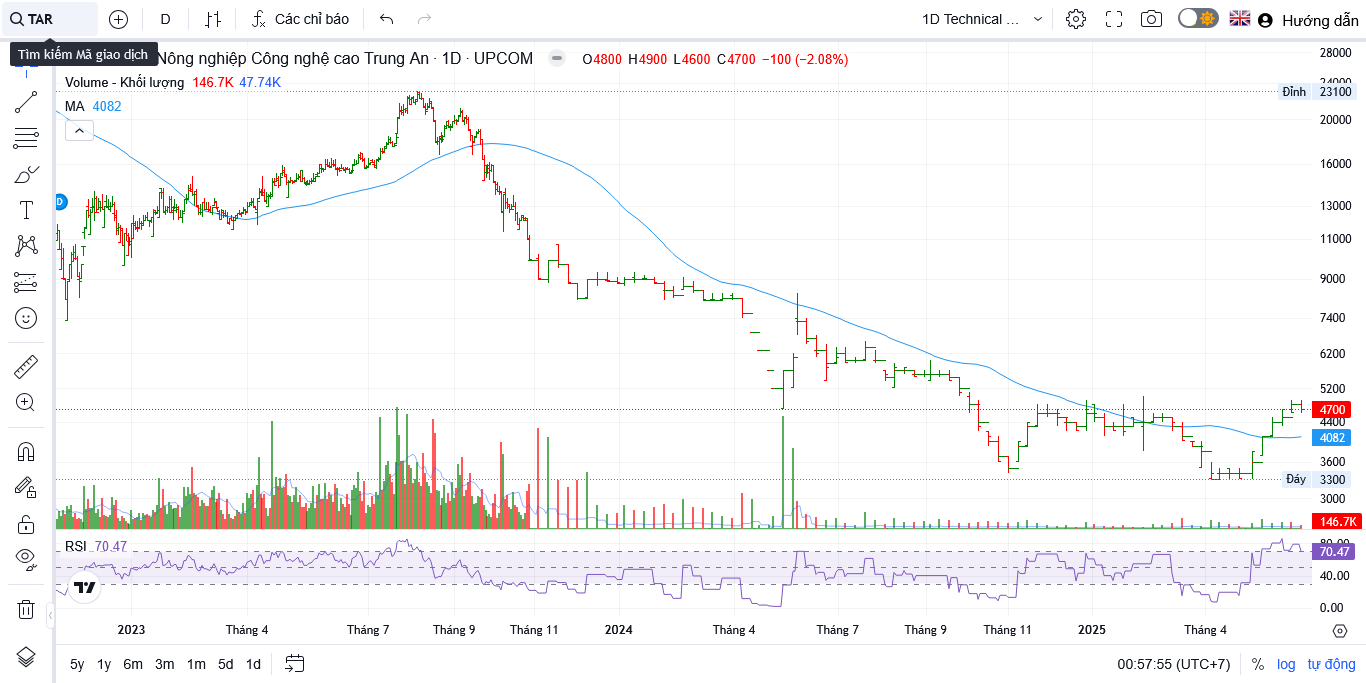 TAR D Các chỉ báo 1D Technical ... Hướng dẫn
Tìm kiếm Mã giao dịch
Nông nghiệp Công nghệ cao Trung An · 1D · UPCOM O4800 H4900 L4600 C4700 −100 (−2.08%)
Volume - Khối lượng 146.7K 47.74K
MA 4082
28000
24000
Đỉnh 23100
20000
16000
D
13000
11000
9000
7400
6200
5200
4700
4400
4082
3600
Đáy 3300
3000
146.7K
RSI 70.47
80.00
70.47
40.00
0.00
2023 Tháng 4 Tháng 7 Tháng 9 Tháng 11 2024 Tháng 4 Tháng 7 Tháng 9 Tháng 11 2025 Tháng 4
5y 1y 6m 3m 1m 5d 1d 00:57:55 (UTC+7) % log tự động